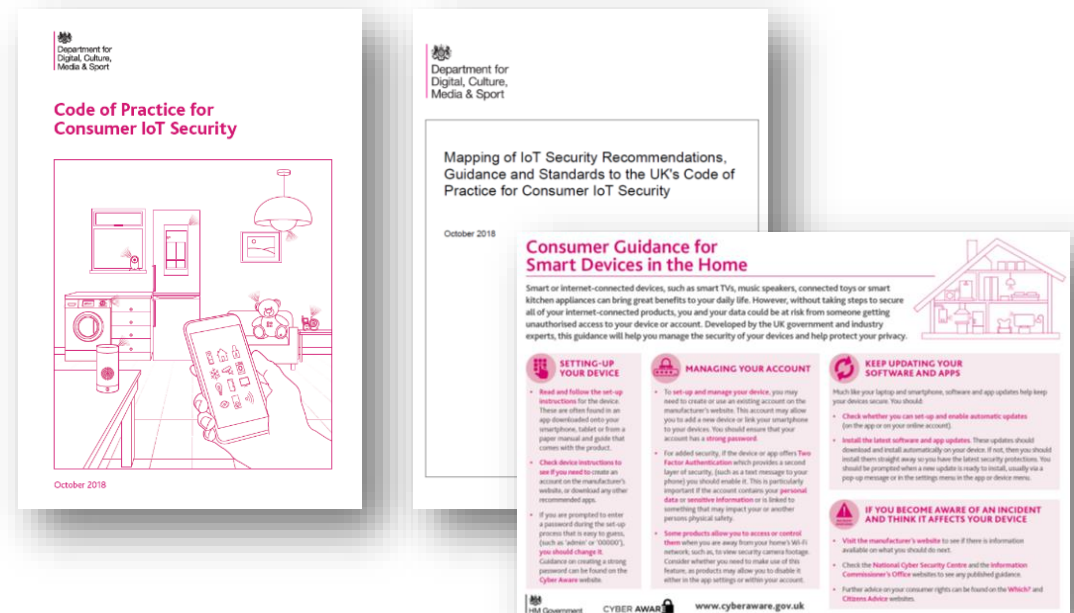 Department for
Digital, Culture,
Media & Sport
Code of Practice for
Consumer IoT Security
October 2018
Department for
Digital, Culture,
Media & Sport
Mapping of IoT Security Recommendations,
Guidance and Standards to the UK's Code of
Practice for Consumer IoT Security
October 2018
Consumer Guidance for
Smart Devices in the Home
Smart or internet-connected devices, such as smart TVs, music speakers, connected toys or smart
kitchen appliances can bring great benefits to your daily life. However, without taking steps to secure
all of your internet-connected products, you and your data could be at risk from someone getting
unauthorised access to your device or account. Developed by the UK government and industry
experts, this guidance will help you manage the security of your devices and help protect your privacy.
SETTING-UP
YOUR DEVICE
• Read and follow the set-up
instructions for the device.
These are often found in an
app downloaded onto your
smartphone, tablet or from a
paper manual and guide that
comes with the product.
• Check device instructions to
see if you need to create an
account on the manufacturer's
website, or download any other
recommended apps.
• If you are prompted to enter
a password during the set-up
process that is easy to guess,
(such as 'admin' or '00000'),
you should change it.
Guidance on creating a strong
password can be found on the
Cyber Aware website.
MANAGING YOUR ACCOUNT
• To set-up and manage your device, you may
need to create or use an existing account on the
manufacturer's website. This account may allow
you to add a new device or link your smartphone
to your devices. You should ensure that your
account has a strong password.
• For added security, if the device or app offers Two
Factor Authentication which provides a second
layer of security, (such as a text message to your
phone) you should enable it. This is particularly
important if the account contains your personal
data or sensitive information or is linked to
something that may impact your or another
persons physical safety.
• Some products allow you to access or control
them when you are away from your home's Wi-Fi
network, such as, to view security camera footage.
Consider whether you need to make use of this
feature, as products may allow you to disable it
either in the app settings or within your account.
KEEP UPDATING YOUR
SOFTWARE AND APPS
Much like your laptop and smartphone, software and app updates help keep
your devices secure. You should:
• Check whether you can set-up and enable automatic updates
(on the app or on your online account).
• Install the latest software and app updates. These updates should
download and install automatically on your device. If not, then you should
install them straight away so you have the latest security protections. You
should be prompted when a new update is ready to install, usually via a
pop-up message or in the settings menu in the app or device menu.
IF YOU BECOME AWARE OF AN INCIDENT
AND THINK IT AFFECTS YOUR DEVICE
• Visit the manufacturer's website to see if there is information
available on what you should do next.
• Check the National Cyber Security Centre and the Information
Commissioner's Office websites to see any published guidance.
• Further advice on your consumer rights can be found on the Which? and
Citizens Advice websites.
HM Government
CYBER AWARE
www.cyberaware.gov.uk